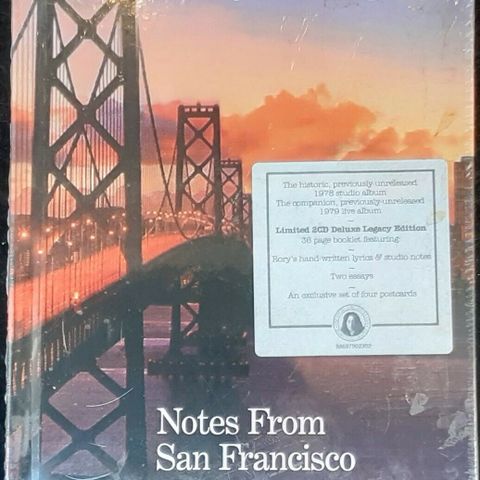 The historic, previously-unreleased
1978 studio album
The companion, previously-unreleased
1979 live album
Limited 2CD Deluxe Legacy Edition
36 page booklet featuring:
Rory's hand-written lyrics & studio notes
Two essays
An exclusive set of four postcards
Notes From
San Francisco